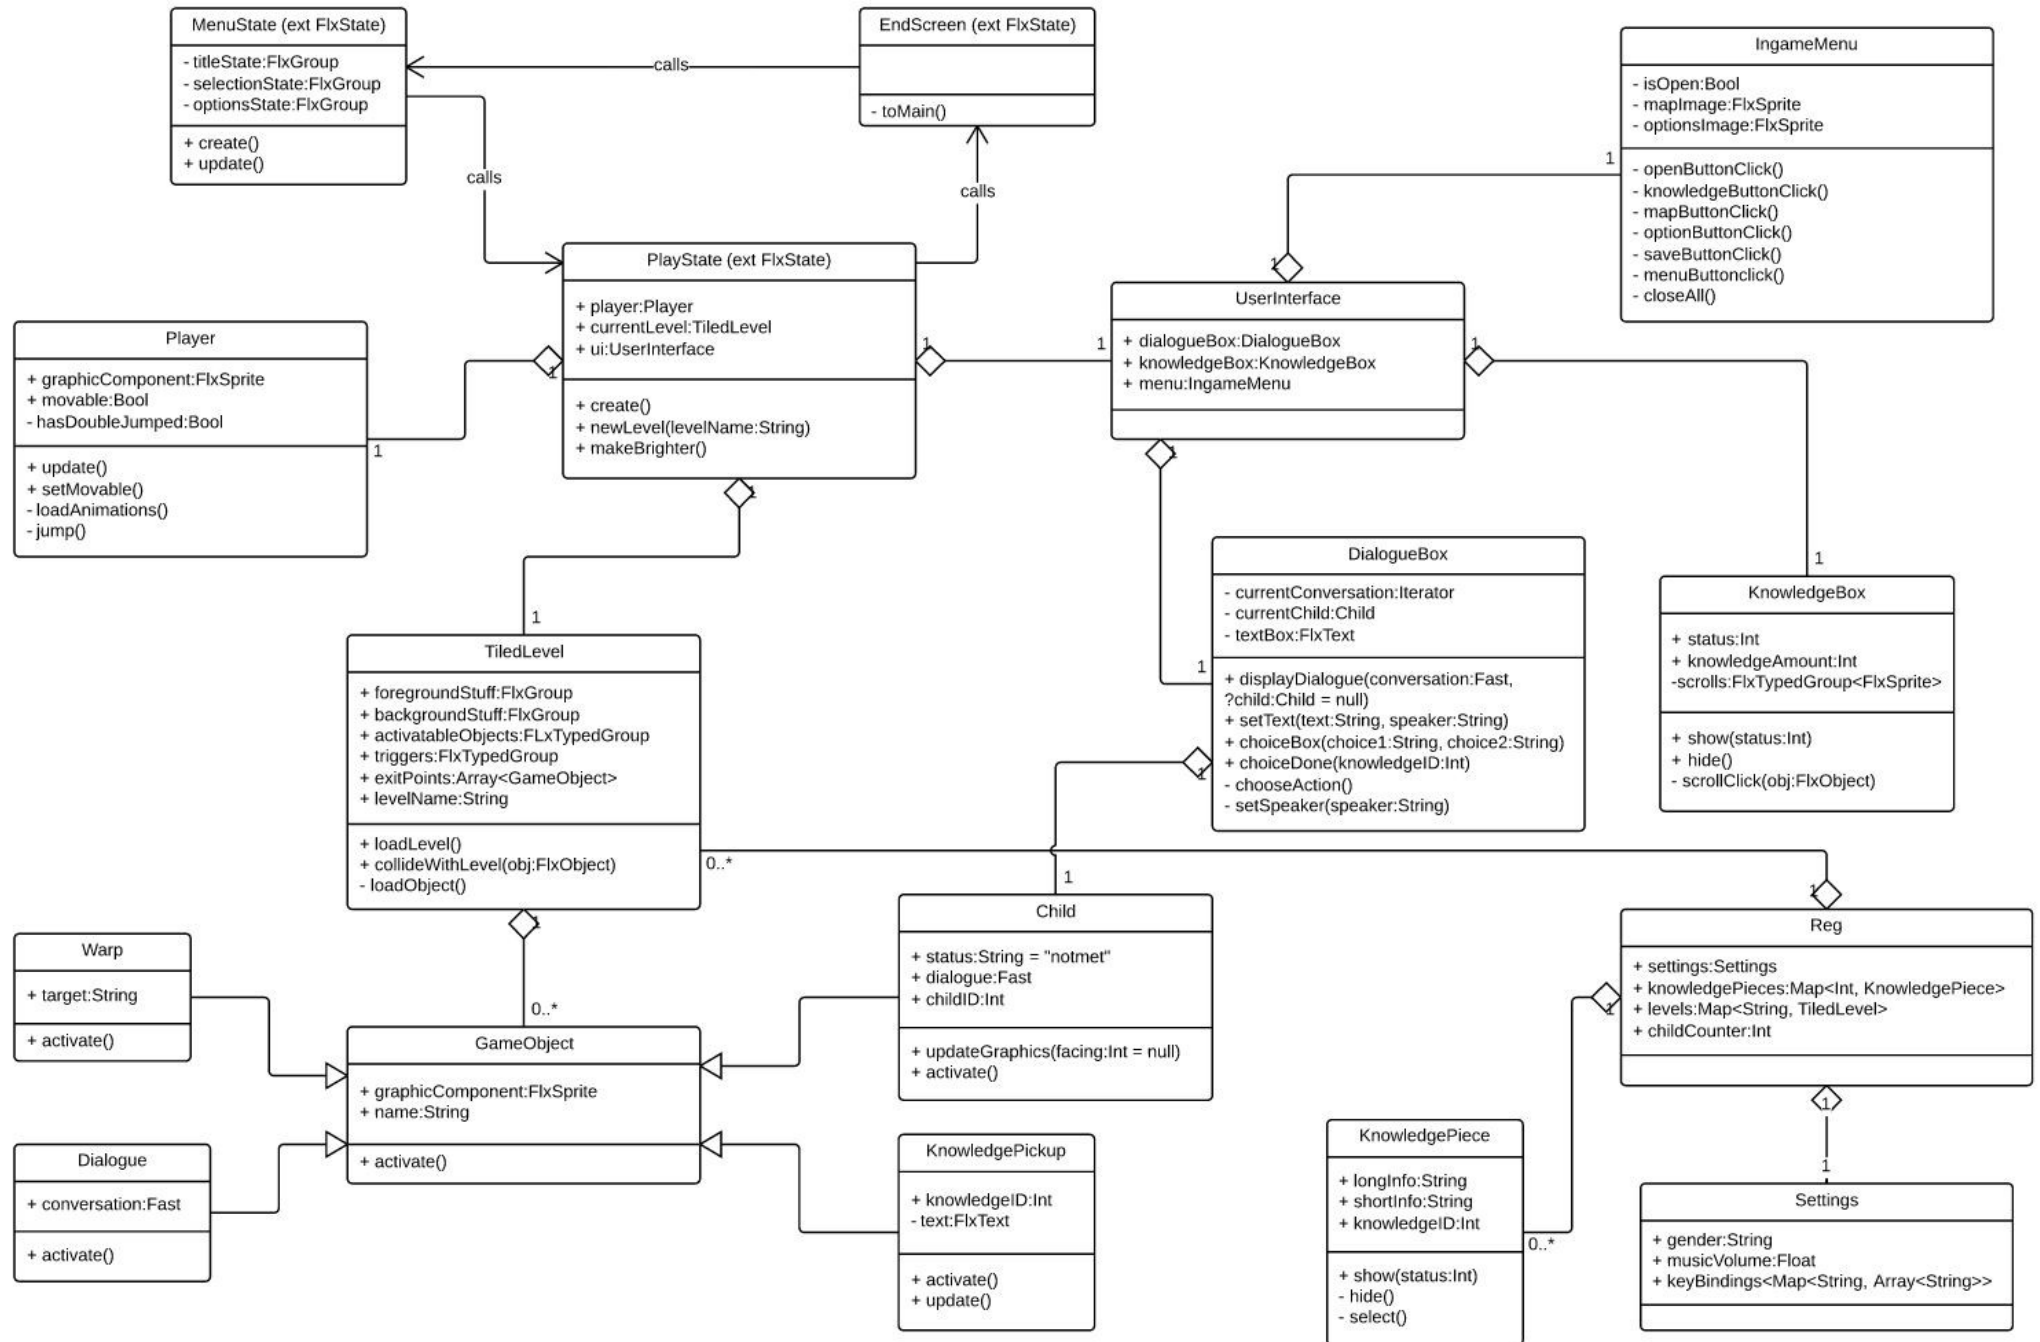 MenuState (ext FlxState)
- titleState:FlxGroup
- selectionState:FlxGroup
- optionsState:FlxGroup
+ create()
+ update()
calls
EndScreen (ext FlxState)
- toMain()
calls
calls
IngameMenu
- isOpen:Bool
- mapImage:FlxSprite
- optionsImage:FlxSprite
- openButtonClick()
- knowledgeButtonClick()
- mapButtonClick()
- optionButtonClick()
- saveButtonClick()
- menuButtonclick()
- closeAll()
1
1
PlayState (ext FlxState)
+ player:Player
+ currentLevel:TiledLevel
+ ui:UserInterface
+ create()
+ newLevel(levelName:String)
+ makeBrighter()
1
1
1
1
1
UserInterface
+ dialogueBox:DialogueBox
+ knowledgeBox:KnowledgeBox
+ menu:IngameMenu
1
1
Player
+ graphicComponent:FlxSprite
+ movable:Bool
- hasDoubleJumped:Bool
+ update()
+ setMovable()
- loadAnimations()
- jump()
DialogueBox
- currentConversation:Iterator
- currentChild:Child
- textBox:FlxText
+ displayDialogue(conversation:Fast,
?child:Child = null)
+ setText(text:String, speaker:String)
+ choiceBox(choice1:String, choice2:String)
+ choiceDone(knowledgeID:Int)
- chooseAction()
- setSpeaker(speaker:String)
1
1
1
KnowledgeBox
+ status:Int
+ knowledgeAmount:Int
-scrolls:FlxTypedGroup<FlxSprite>
+ show(status:Int)
+ hide()
- scrollClick(obj:FlxObject)
1
TiledLevel
+ foregroundStuff:FlxGroup
+ backgroundStuff:FlxGroup
+ activatableObjects:FLxTypedGroup
+ triggers:FlxTypedGroup
+ exitPoints:Array<GameObject>
+ levelName:String
+ loadLevel()
+ collideWithLevel(obj:FlxObject)
- loadObject()
0..*
1
0..*
1
Child
+ status:String = "notmet"
+ dialogue:Fast
+ childID:Int
+ updateGraphics(facing:Int = null)
+ activate()
1
Reg
+ settings:Settings
+ knowledgePieces:Map<Int, KnowledgePiece>
+ levels:Map<String, TiledLevel>
+ childCounter:Int
1
1
1
Warp
+ target:String
+ activate()
GameObject
+ graphicComponent:FlxSprite
+ name:String
+ activate()
Dialogue
+ conversation:Fast
+ activate()
KnowledgePickup
+ knowledgeID:Int
- text:FlxText
+ activate()
+ update()
KnowledgePiece
+ longInfo:String
+ shortInfo:String
+ knowledgeID:Int
+ show(status:Int)
- hide()
- select()
0..*
Settings
+ gender:String
+ musicVolume:Float
+ keyBindings<Map<String, Array<String>>